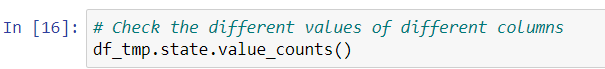 In [16]: # Check the different values of different columns
df_tmp.state.value_counts()